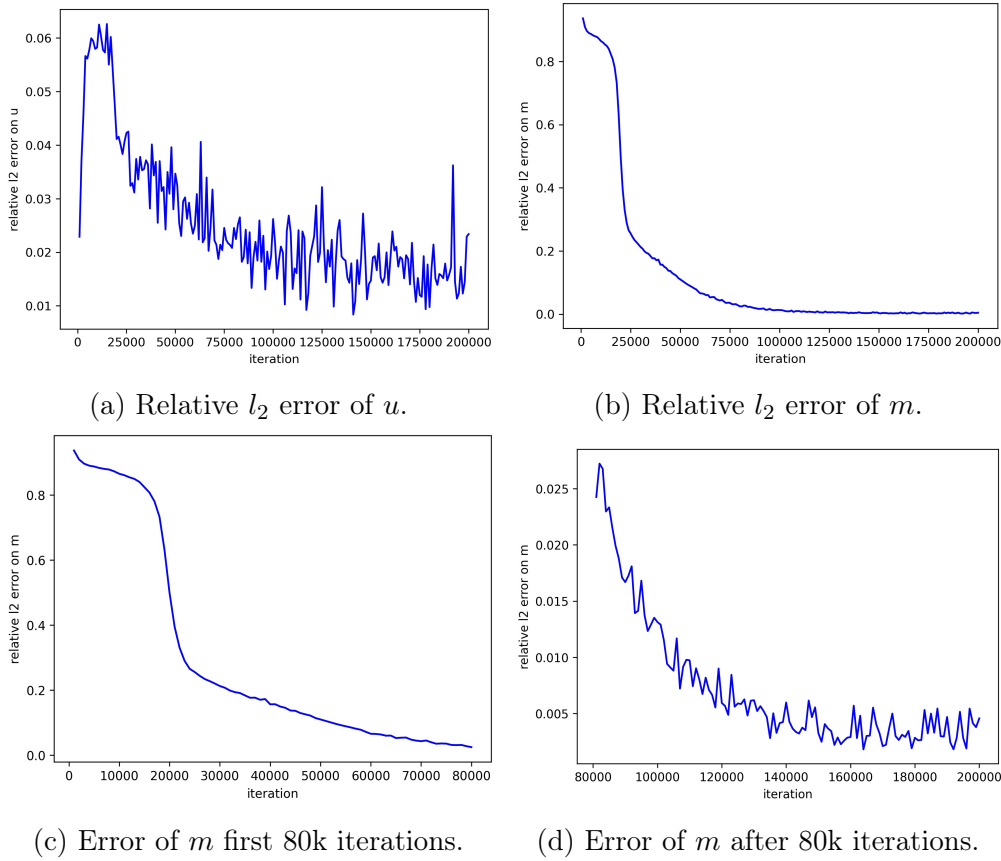 0.06
0.05
0.04
0.03
0.02
0.01
relative l2 error on u
0 25000 50000 75000 100000 125000 150000 175000 200000
iteration
(a) Relative l2 error of u.
0.8
0.6
0.4
0.2
0.0
relative l2 error on m
0 25000 50000 75000 100000 125000 150000 175000 200000
iteration
(b) Relative l2 error of m.
0.8
0.6
0.4
0.2
0.0
relative l2 error on m
0 10000 20000 30000 40000 50000 60000 70000 80000
iteration
(c) Error of m first 80k iterations.
0.025
0.020
0.015
0.010
0.005
relative l2 error on m
80000 100000 120000 140000 160000 180000 200000
iteration
(d) Error of m after 80k iterations.